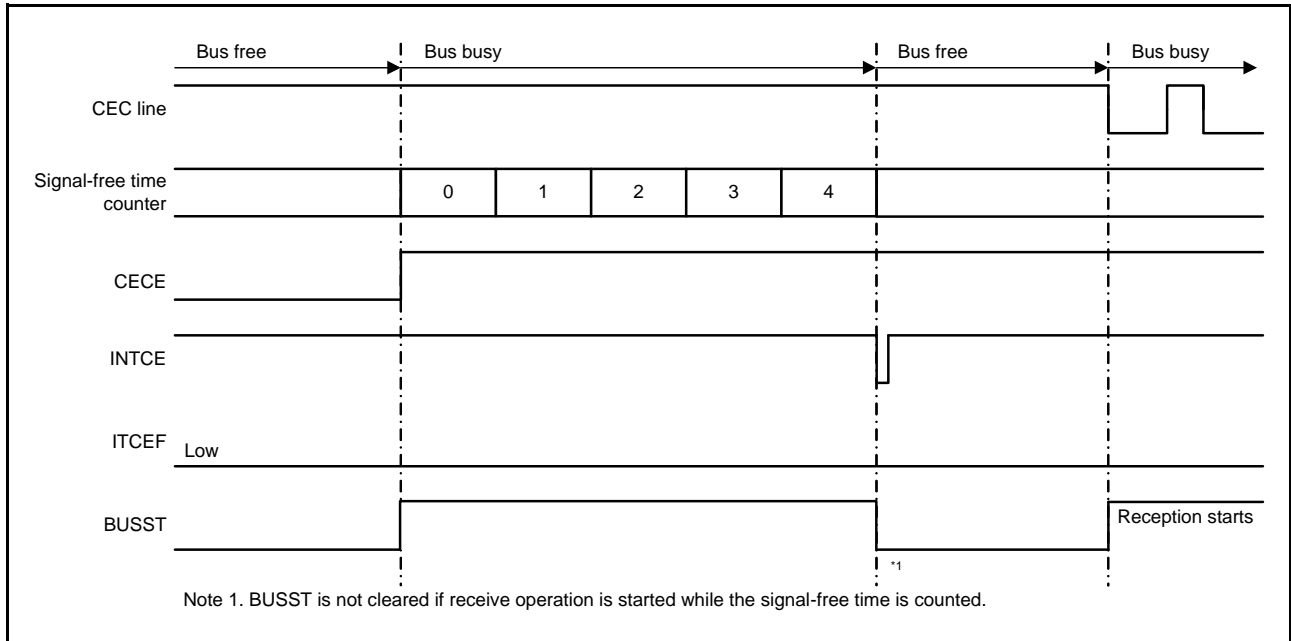 Bus free Bus busy Bus free Bus busy
CEC line
Signal-free time
counter
0 1 2 3 4
CECE
INTCE
ITCEF
Low
BUSST
Reception starts
*1
Note 1. BUSST is not cleared if receive operation is started while the signal-free time is counted.